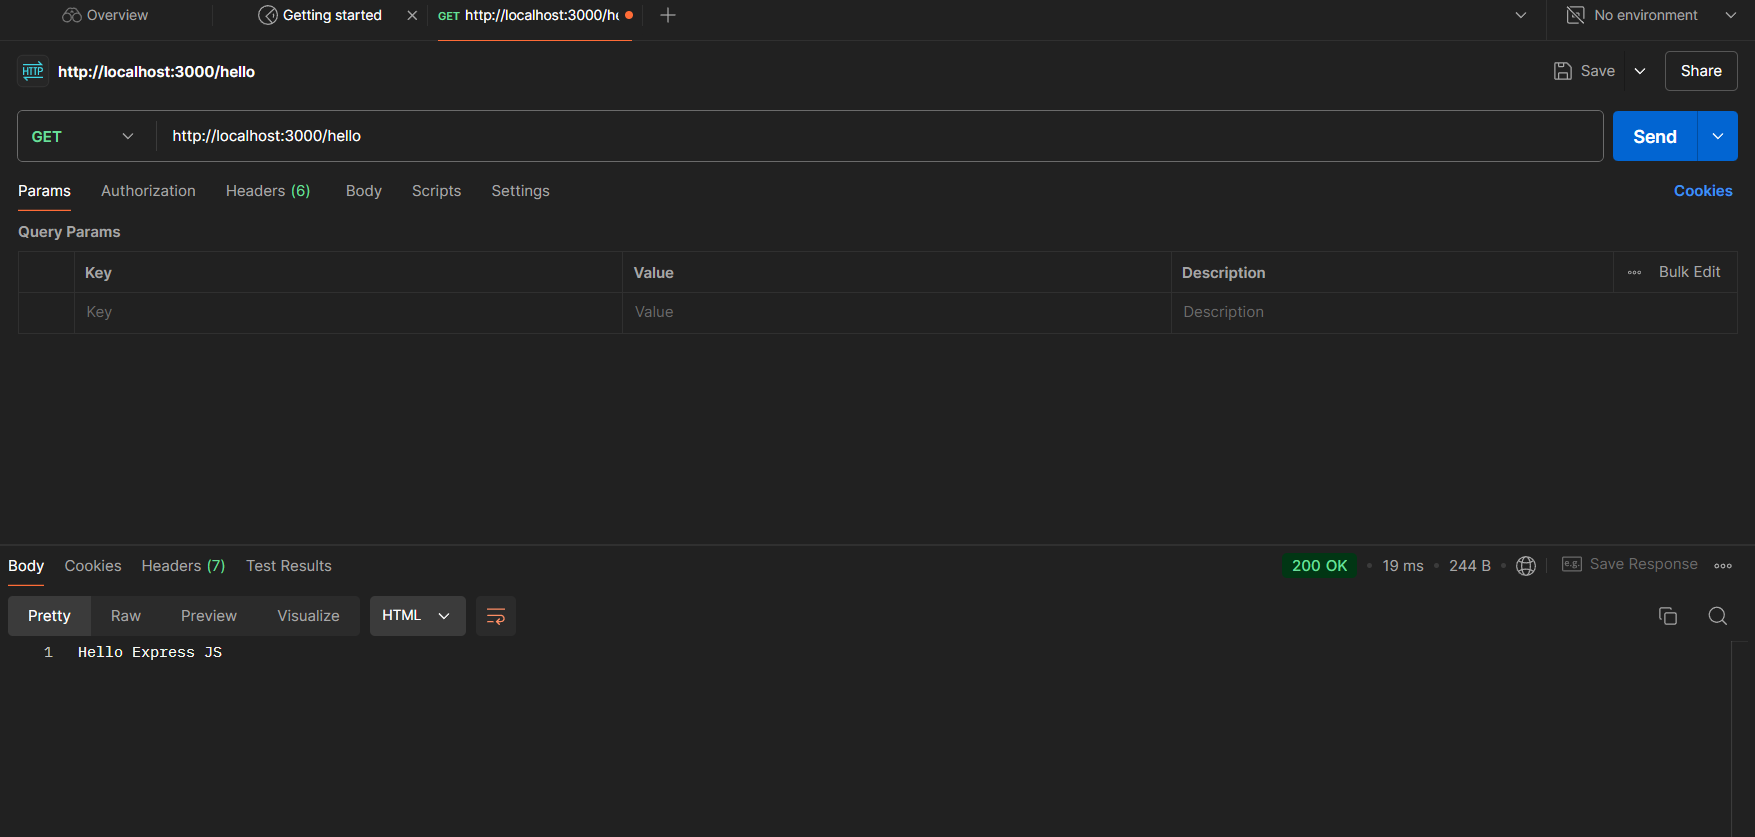 Overview
Getting started
GET http://localhost:3000/he
No environment
HTTP http://localhost:3000/hello
Save
Share
GET
http://localhost:3000/hello
Send
Params
Authorization
Headers (6)
Body
Scripts
Settings
Cookies
Query Params
Key
Value
Description
Bulk Edit
Key
Value
Description
Body
Cookies
Headers (7)
Test Results
200 OK
19 ms
244 B
e.g.
Save Response
Pretty
Raw
Preview
Visualize
HTML
1 Hello Express JS